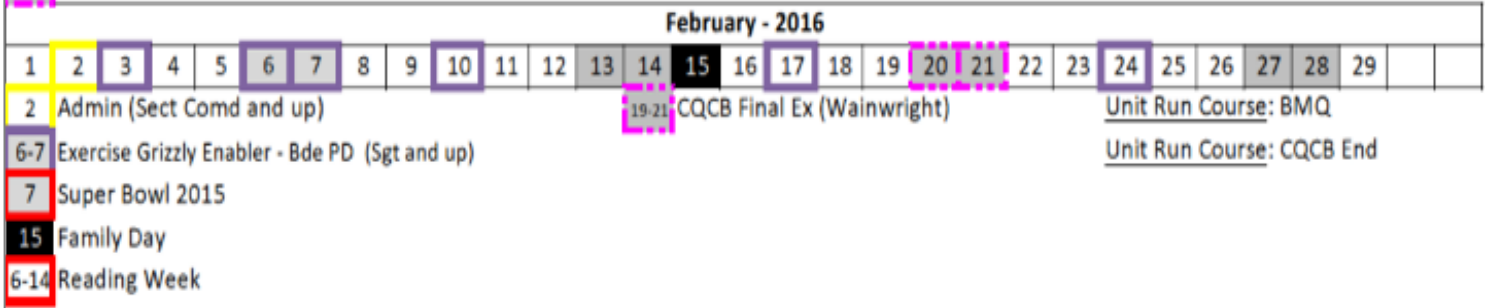 February - 2016
1 2 3 4 5 6 7 8 9 10 11 12 13 14 15 16 17 18 19 20 21 22 23 24 25 26 27 28 29
2 Admin (Sect Comd and up) 19-21 CQCB Final Ex (Wainwright) Unit Run Course: BMQ
6-7 Exercise Grizzly Enabler - Bde PD (Sgt and up) Unit Run Course: CQCB End
7 Super Bowl 2015
15 Family Day
6-14 Reading Week